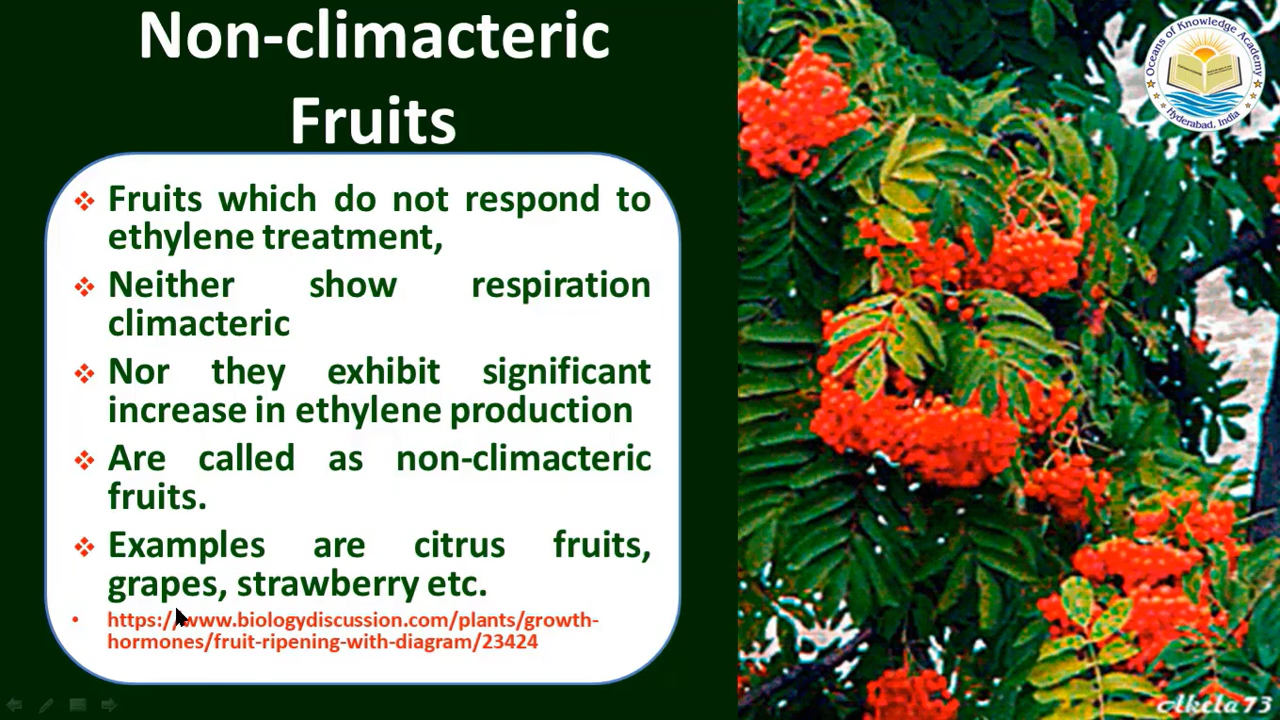 Non-climacteric
Fruits
Fruits which do not respond to
ethylene treatment,
Neither show respiration
climacteric
Nor they exhibit significant
increase in ethylene production
Are called as non-climacteric
fruits.
Examples are citrus fruits,
grapes, strawberry etc.
https://www.biologydiscussion.com/plants/growth-
hormones/fruit-ripening-with-diagram/23424
Oceans of Knowledge Academy
Hyderabad, India
Akela73